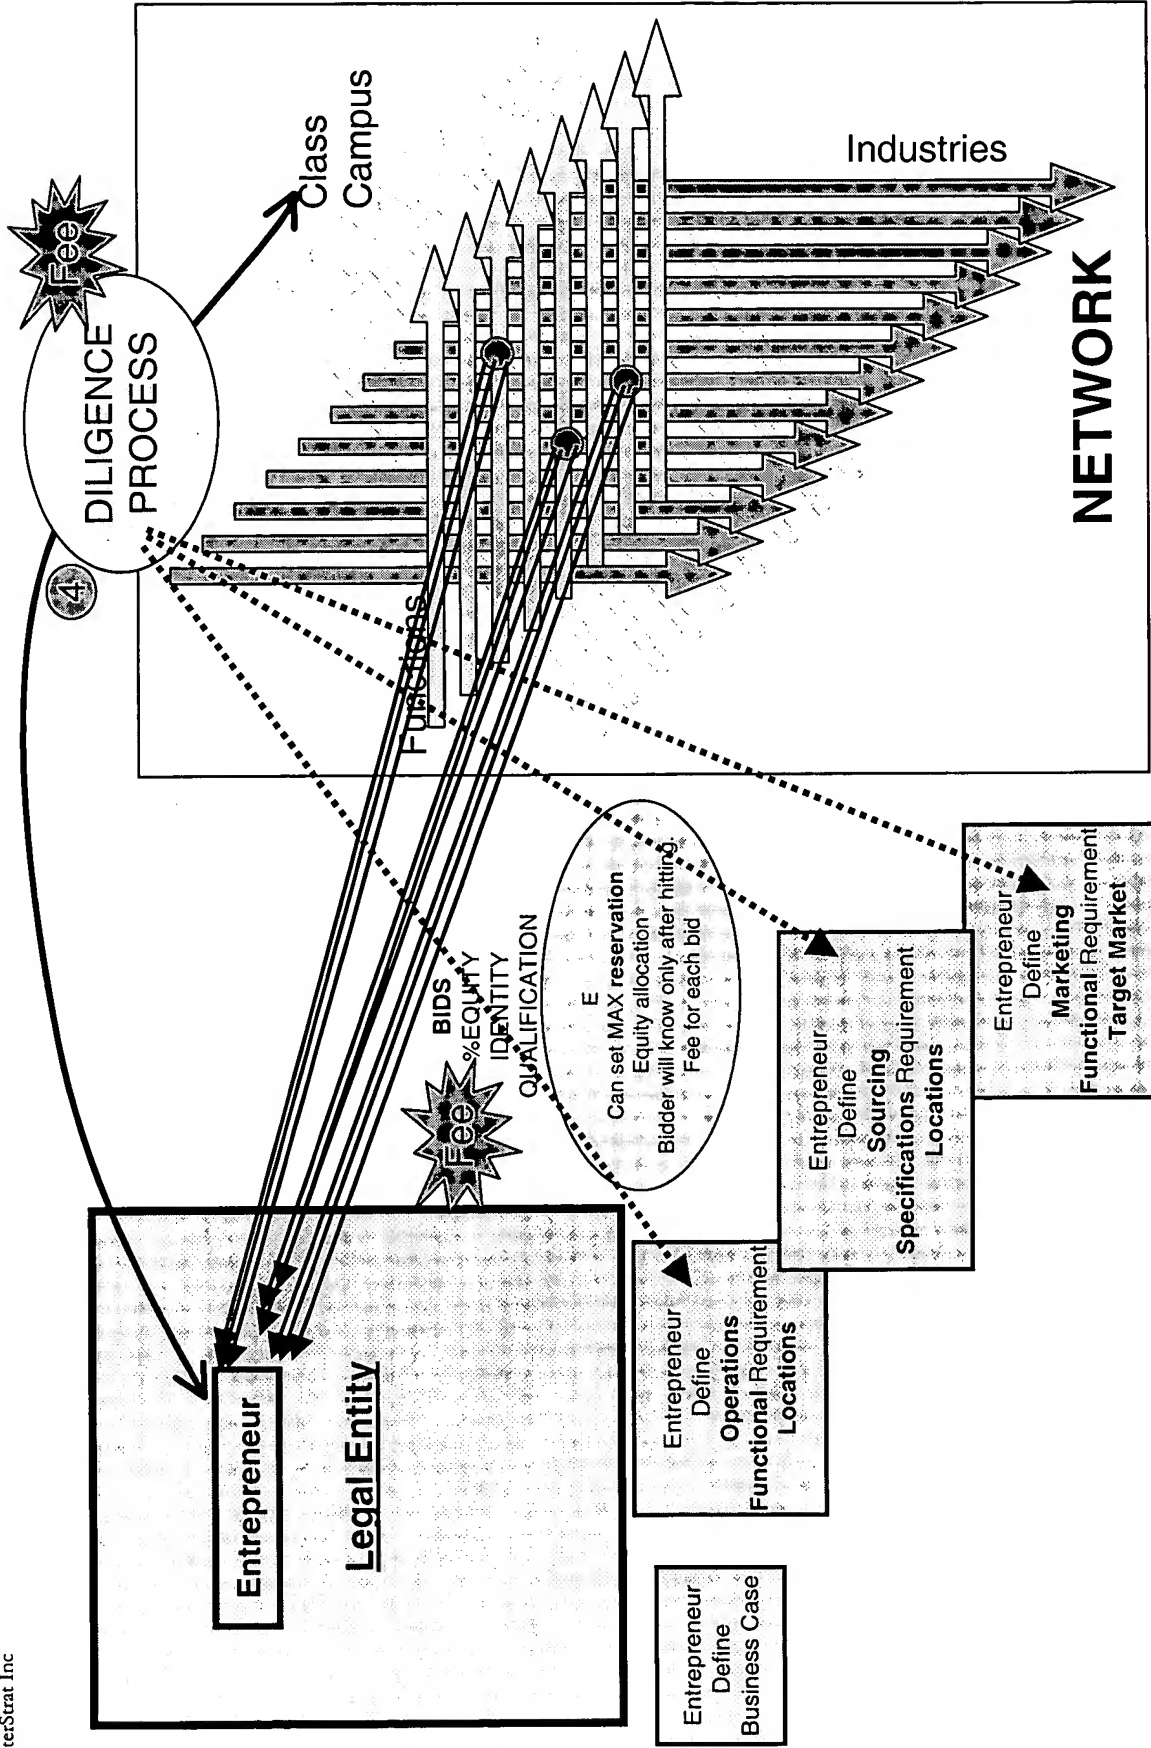 terStrat Inc
Entrepreneur
Legal Entity
Entrepreneur
Define
Business Case
Entrepreneur
Define
Operations
Functional Requirement
Locations
Entrepreneur
Define
Sourcing
Specifications Requirement
Locations
Entrepreneur
Define
Marketing
Functional Requirement
Target Market
Fee
BIDS
%EQUITY
IDENTITY
QUALIFICATION
E
Can set MAX reservation
Equity allocation
Bidder will know only after hitting.
Fee for each bid
4
DILIGENCE
PROCESS
Fee
Class
Campus
Functions
Industries
NETWORK